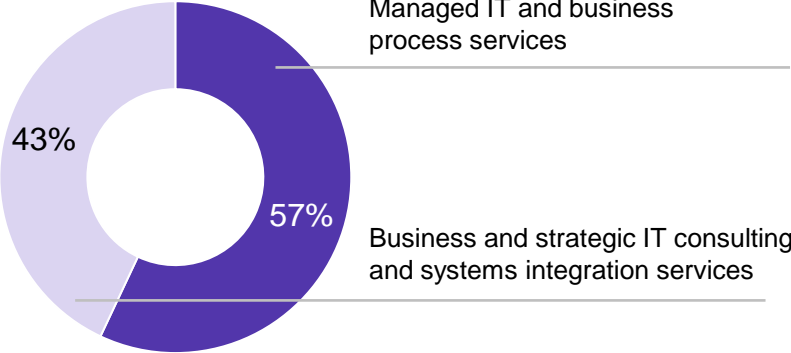 Managed IT and business
process services
43%
57%
Business and strategic IT consulting
and systems integration services